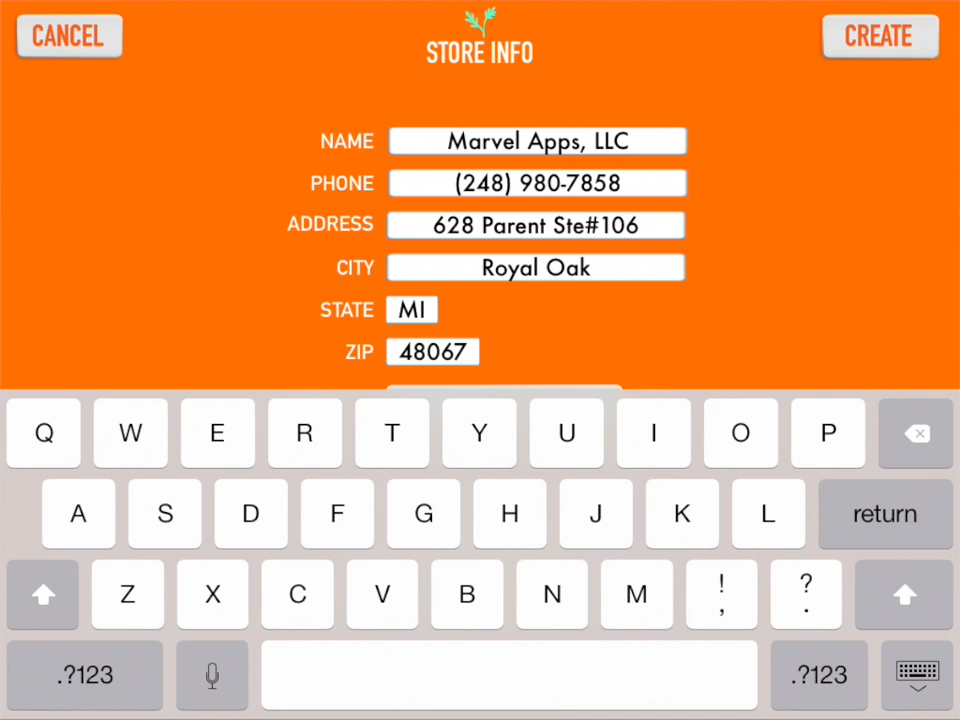 CANCEL
STORE INFO
CREATE
NAME Marvel Apps, LLC
PHONE (248) 980-7858
ADDRESS 628 Parent Ste#106
CITY Royal Oak
STATE MI
ZIP 48067
Q W E R T Y U I O P
A S D F G H J K L return
Z X C V B N M ! , ? .
.?123 .?123